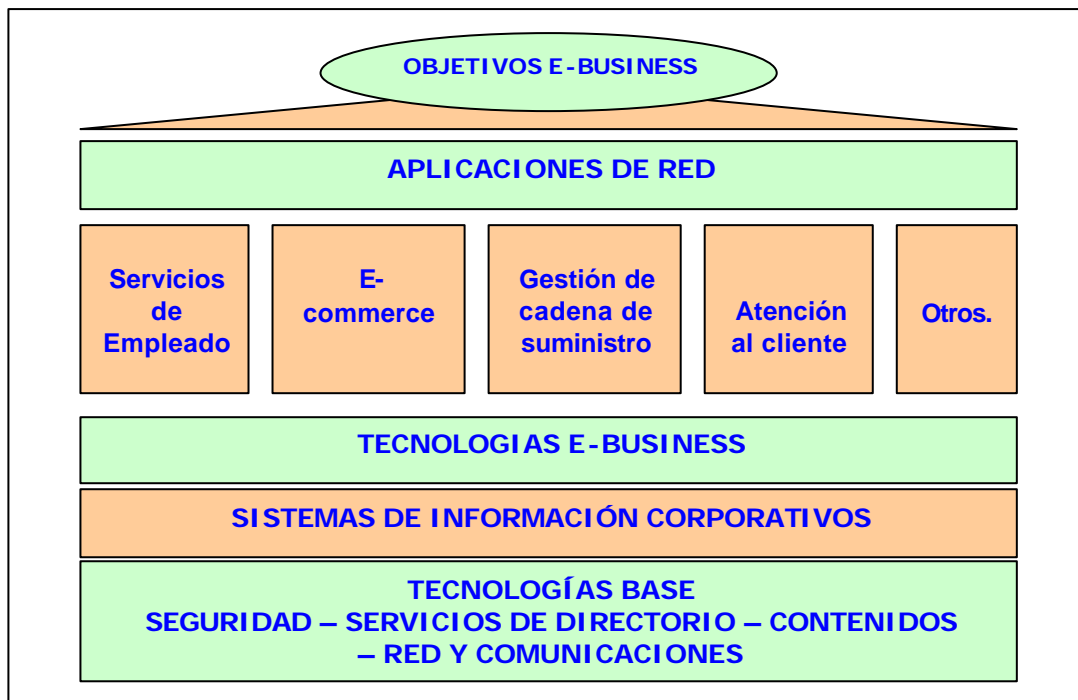 OBJETIVOS E-BUSINESS
APLICACIONES DE RED
Servicios
de
Empleado
E-
commerce
Gestión de
cadena de
suministro
Atención
al cliente
Otros.
TECNOLOGIAS E-BUSINESS
SISTEMAS DE INFORMACIÓN CORPORATIVOS
TECNOLOGÍAS BASE
SEGURIDAD – SERVICIOS DE DIRECTORIO – CONTENIDOS
– RED Y COMUNICACIONES